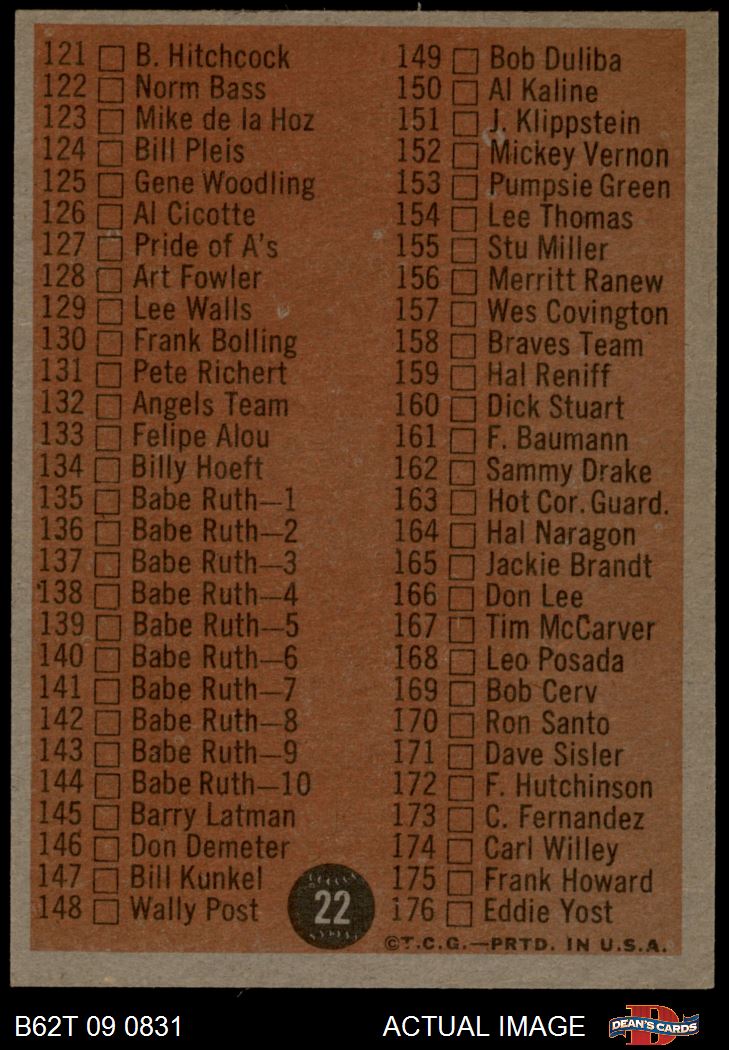 121 B. Hitchcock
122 Norm Bass
123 Mike de la Hoz
124 Bill Pleis
125 Gene Woodling
126 Al Cicotte
127 Pride of A's
128 Art Fowler
129 Lee Walls
130 Frank Bolling
131 Pete Richert
132 Angels Team
133 Felipe Alou
134 Billy Hoeft
135 Babe Ruth—1
136 Babe Ruth—2
137 Babe Ruth—3
138 Babe Ruth—4
139 Babe Ruth—5
140 Babe Ruth—6
141 Babe Ruth—7
142 Babe Ruth—8
143 Babe Ruth—9
144 Babe Ruth—10
145 Barry Latman
146 Don Demeter
147 Bill Kunkel
148 Wally Post
22
149 Bob Duliba
150 Al Kaline
151 J. Klippstein
152 Mickey Vernon
153 Pumpsie Green
154 Lee Thomas
155 Stu Miller
156 Merritt Ranew
157 Wes Covington
158 Braves Team
159 Hal Reniff
160 Dick Stuart
161 F. Baumann
162 Sammy Drake
163 Hot Cor. Guard.
164 Hal Naragon
165 Jackie Brandt
166 Don Lee
167 Tim McCarver
168 Leo Posada
169 Bob Cerv
170 Ron Santo
171 Dave Sisler
172 F. Hutchinson
173 C. Fernandez
174 Carl Willey
175 Frank Howard
176 Eddie Yost
©T.C.G.—PRTD. IN U.S.A.
B62T 09 0831
ACTUAL IMAGE
D
DEAN'S CARDS